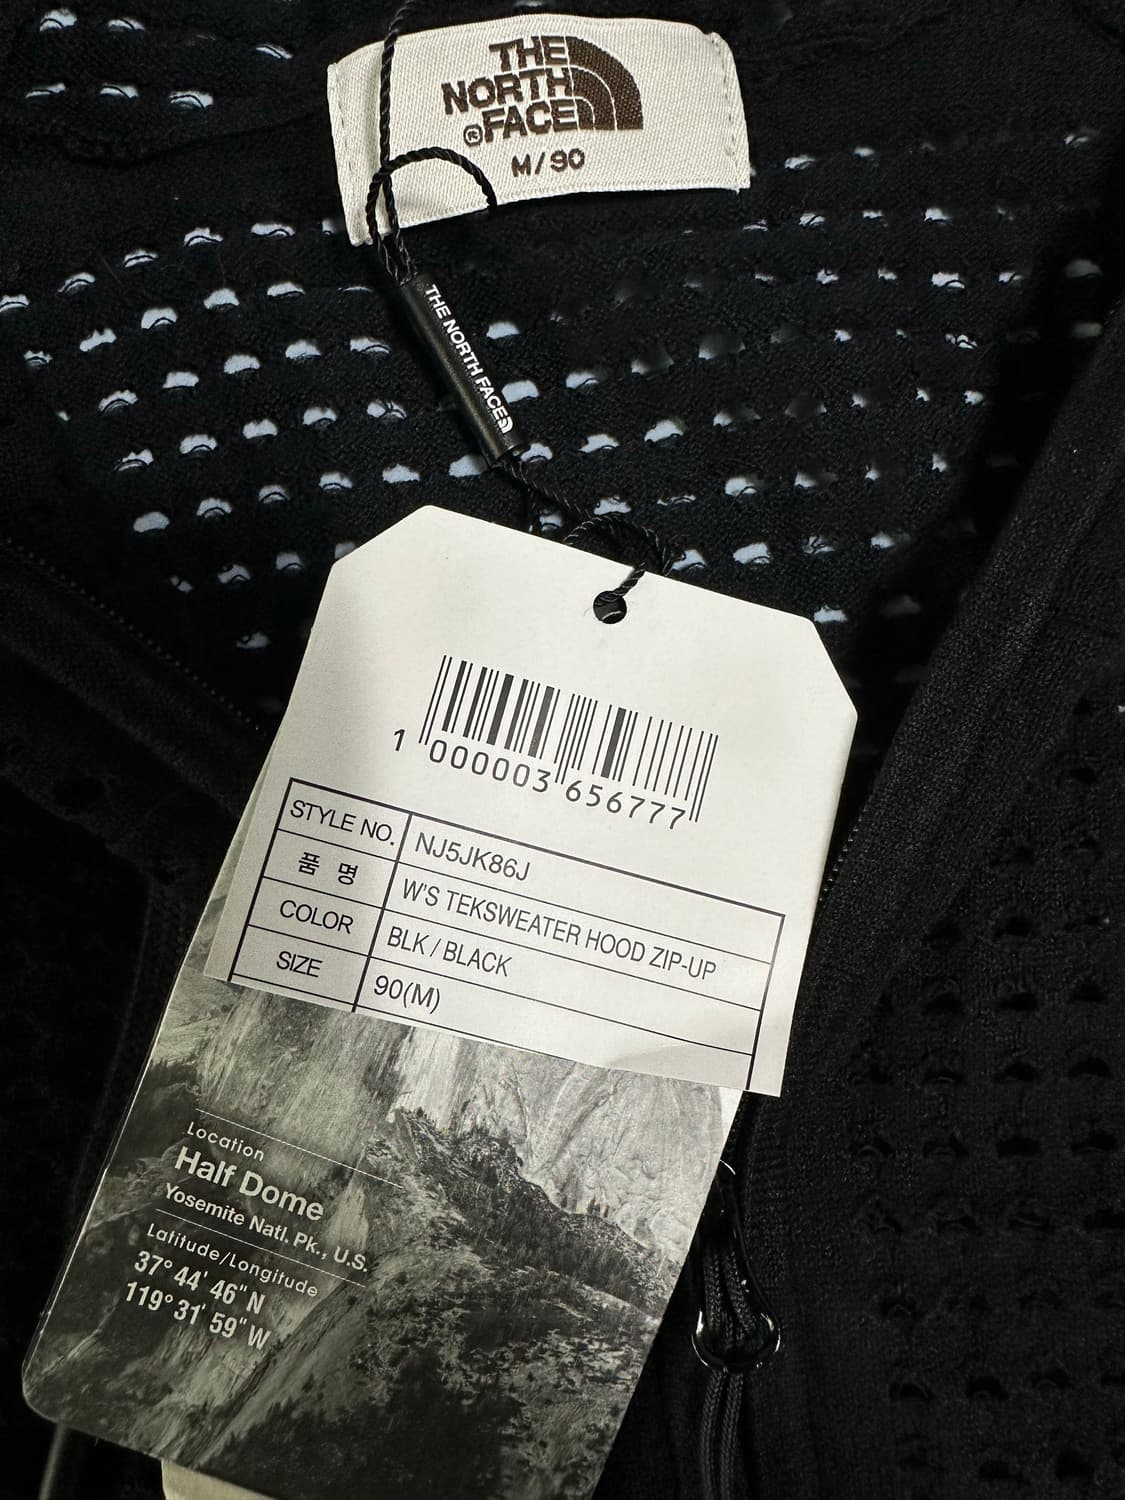 THE
NORTH
®FACE
M/90
THE NORTH FACE
1 000003 656777
STYLE NO. NJ5JK86J
품 명 W'S TEKSWEATER HOOD ZIP-UP
COLOR BLK / BLACK
SIZE 90(M)
Location
Half Dome
Yosemite Natl. Pk., U.S.
Latitude/Longitude
37° 44' 46" N
119° 31' 59" W